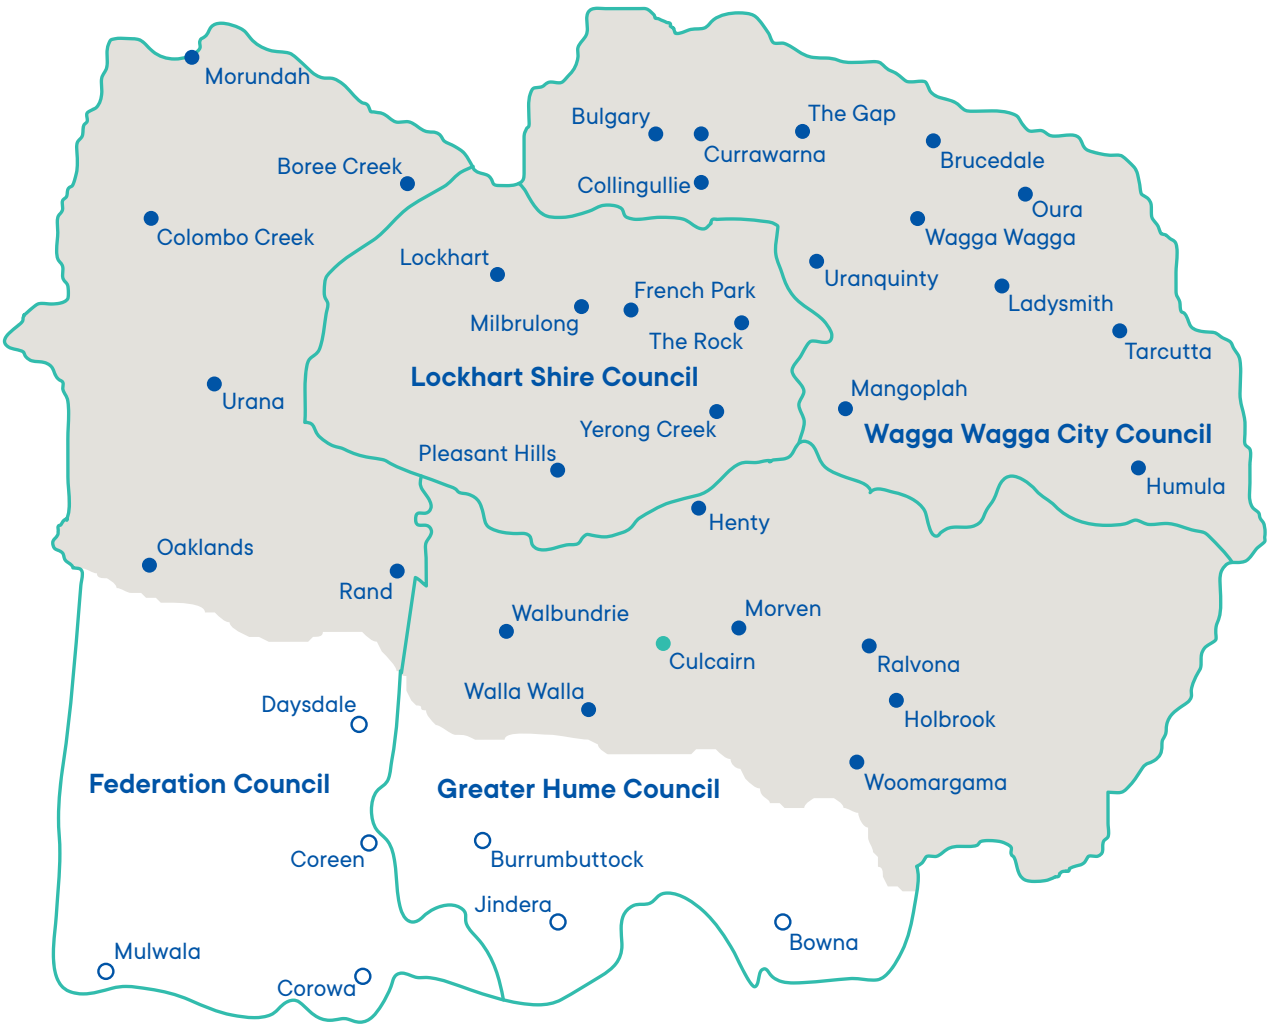 Morundah
The Gap
Bulgary
Currawarna
Brucedale
Boree Creek
Collingullie
Oura
Colombo Creek
Wagga Wagga
Lockhart
Uranquinty
French Park
Ladysmith
Milbrulong
The Rock
Tarcutta
Lockhart Shire Council
Mangoplah
Urana
Yerong Creek
Wagga Wagga City Council
Pleasant Hills
Humula
Henty
Oaklands
Rand
Walbundrie
Morven
Culcairn
Ralvona
Walla Walla
Daysdale
Holbrook
Federation Council
Greater Hume Council
Woomargama
Coreen
Burrumbuttock
Jindera
Bowna
Mulwala
Corowa